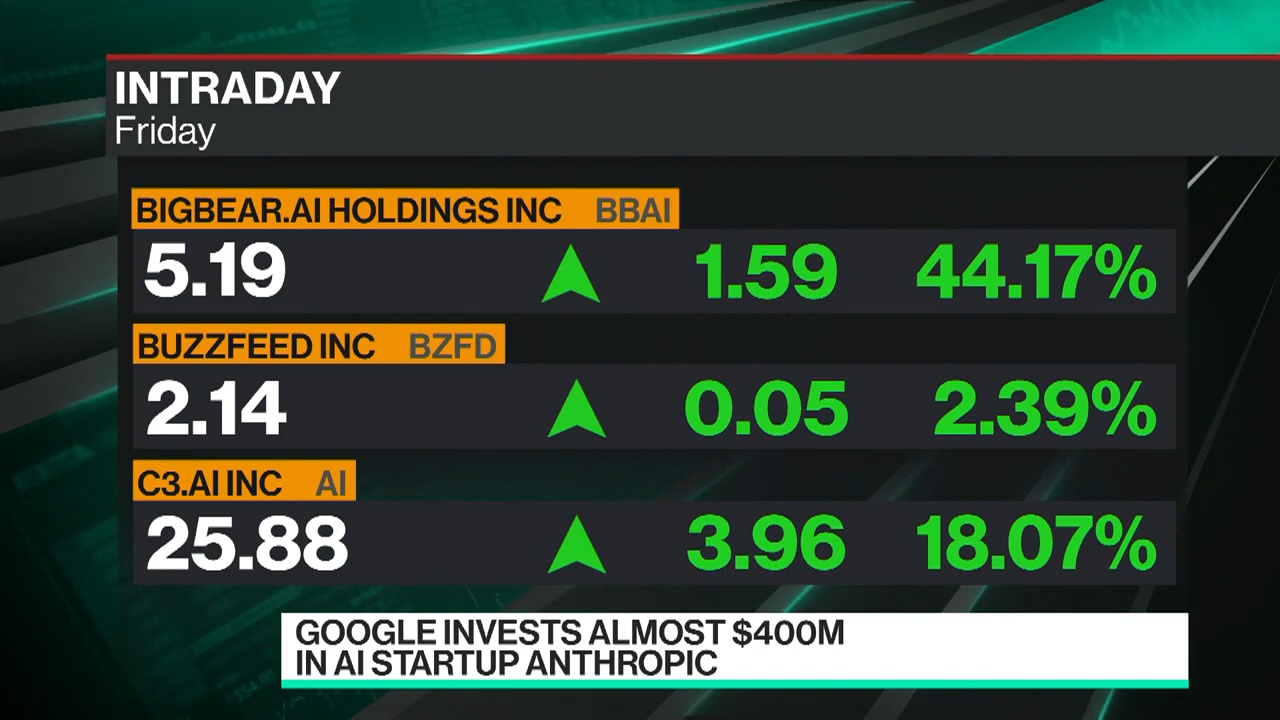 INTRADAY
Friday
BIGBEAR.AI HOLDINGS INC BBAI
5.19 ▲ 1.59 44.17%
BUZZFEED INC BZFD
2.14 ▲ 0.05 2.39%
C3.AI INC AI
25.88 ▲ 3.96 18.07%
GOOGLE INVESTS ALMOST $400M
IN AI STARTUP ANTHROPIC